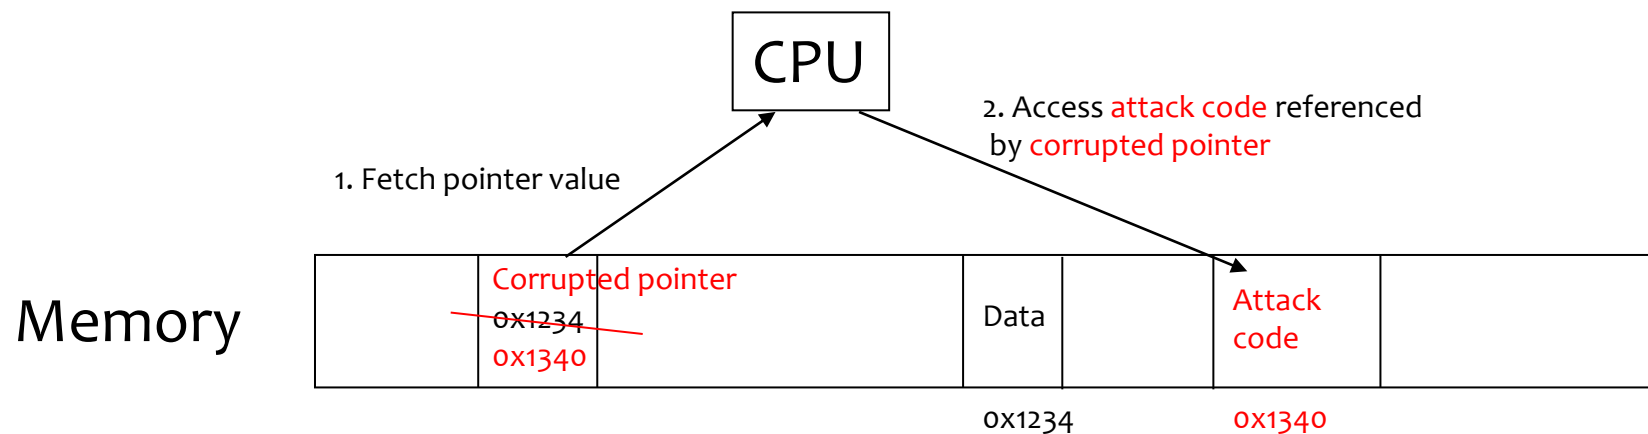 CPU
2. Access attack code referenced
by corrupted pointer
1. Fetch pointer value
Memory
Corrupted pointer
0x1234
0x1340
Data
Attack
code
0x1234
0x1340